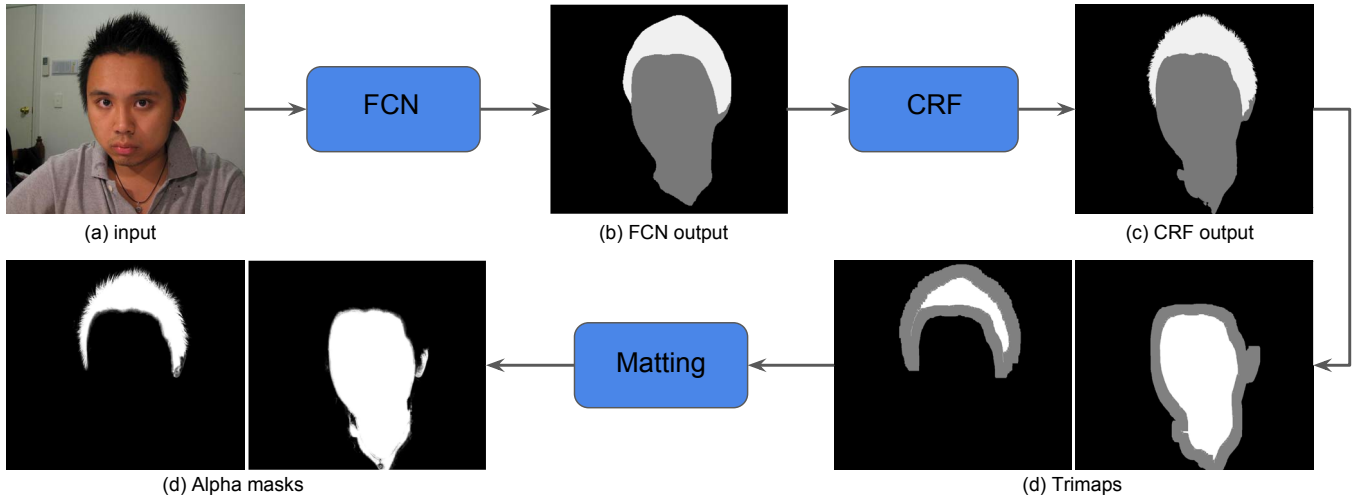 FCN
CRF
(a) input
(b) FCN output
(c) CRF output
Matting
(d) Alpha masks
(d) Trimaps